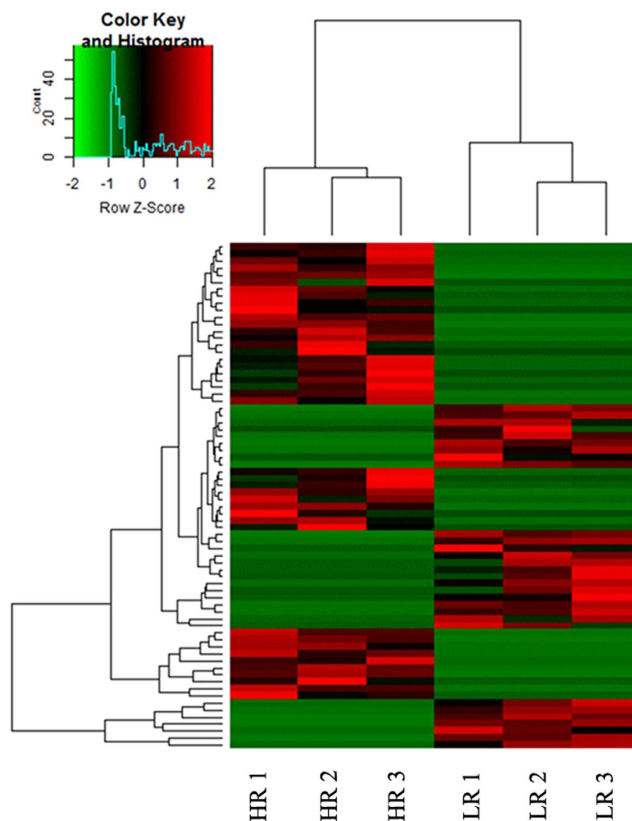 Color Key
and Histogram
Count
0 20 40
-2 -1 0 1 2
Row Z-Score
HR 1 HR 2 HR 3 LR 1 LR 2 LR 3